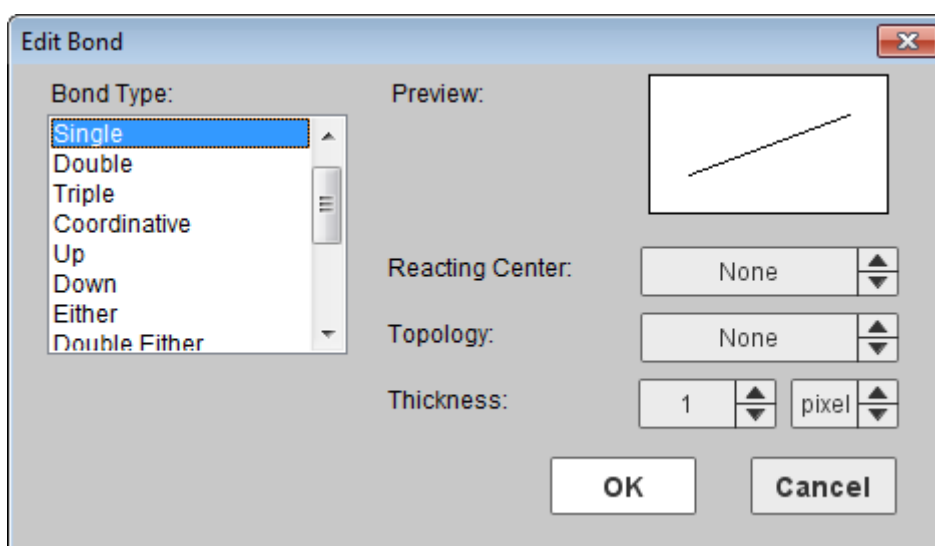 Edit Bond
Bond Type:
Single
Double
Triple
Coordinative
Up
Down
Either
Double Either
Preview:
Reacting Center:
None
Topology:
None
Thickness:
1
pixel
OK
Cancel